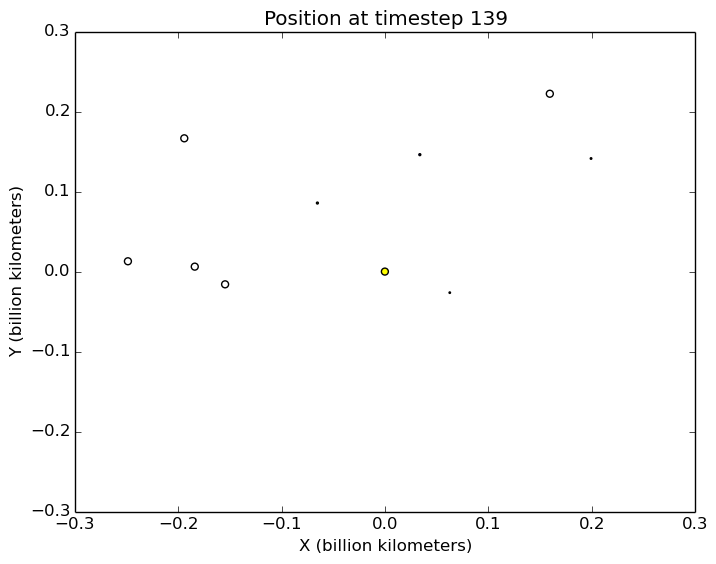 Position at timestep 139
0.3
0.2
0.1
0.0
−0.1
−0.2
−0.3
Y (billion kilometers)
−0.3 −0.2 −0.1 0.0 0.1 0.2 0.3
X (billion kilometers)